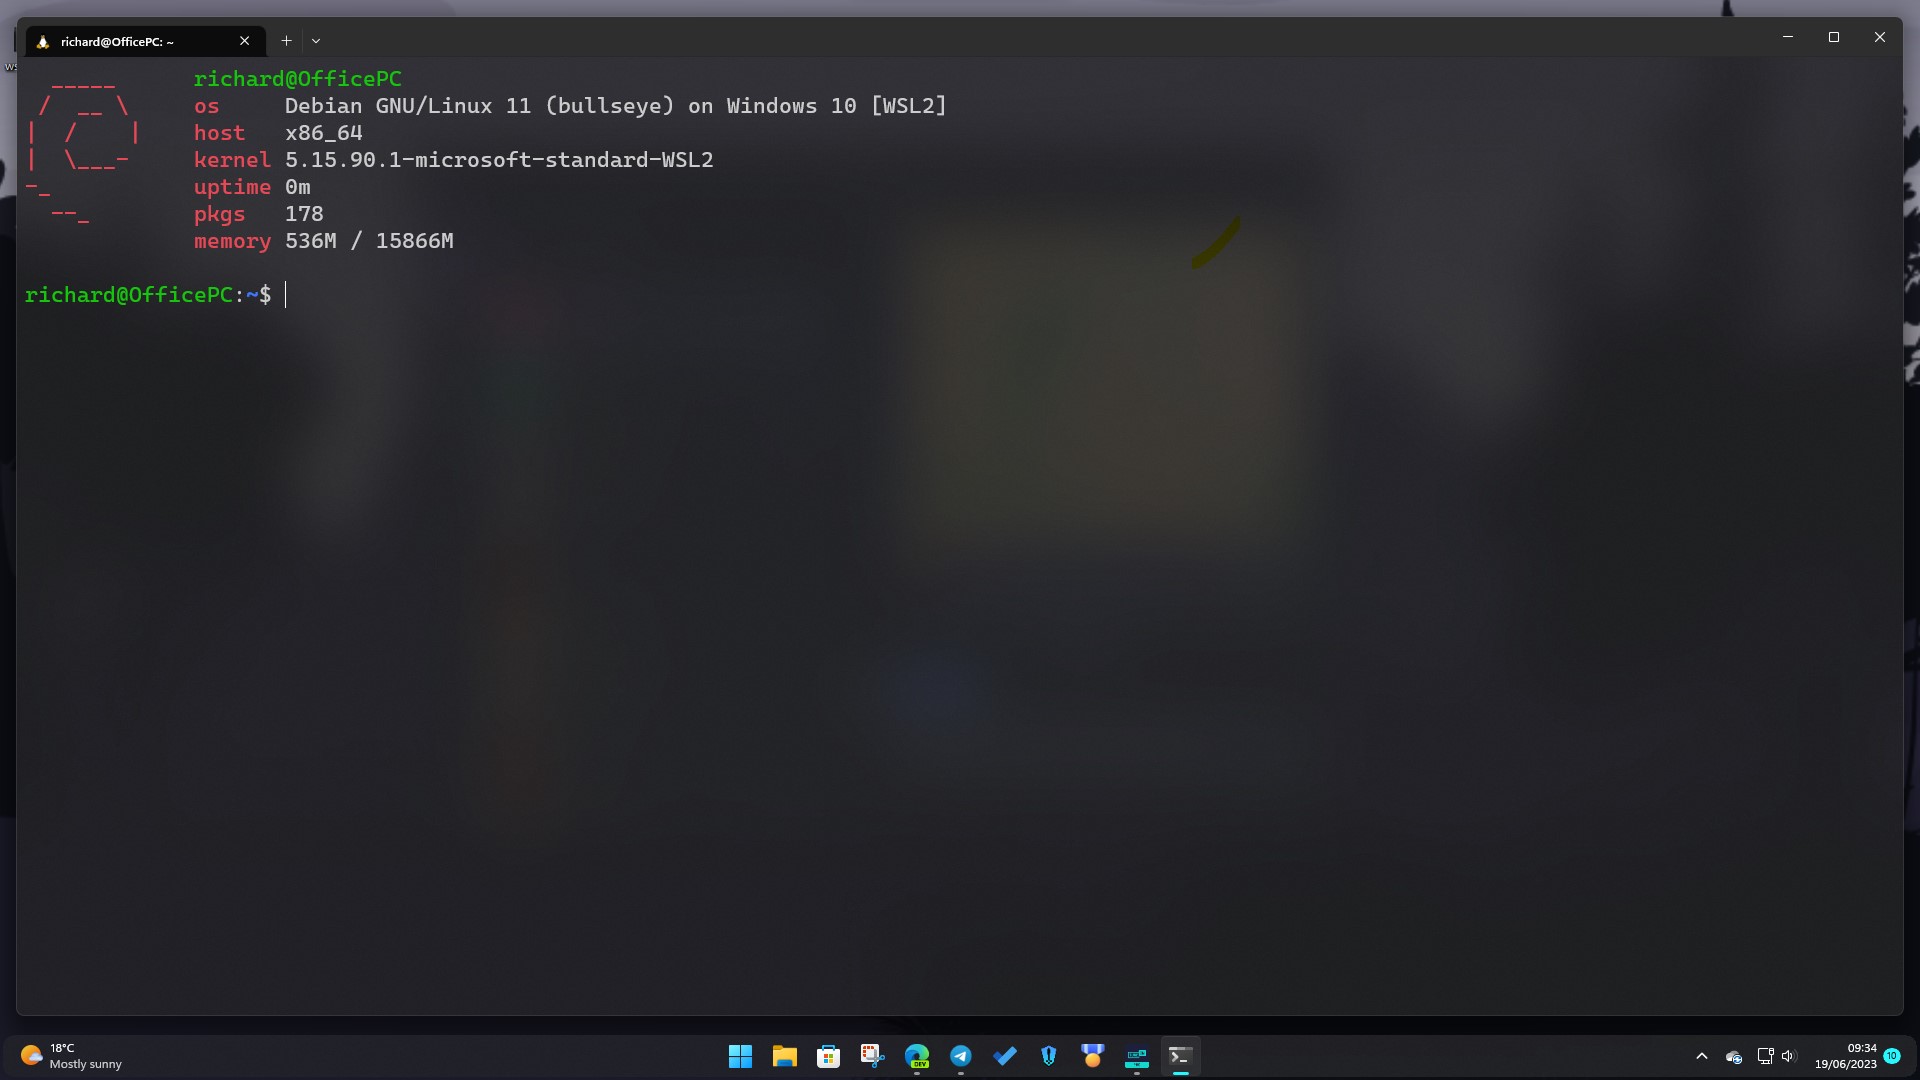 richard@OfficePC: ~
richard@OfficePC
os Debian GNU/Linux 11 (bullseye) on Windows 10 [WSL2]
host x86_64
kernel 5.15.90.1-microsoft-standard-WSL2
uptime 0m
pkgs 178
memory 536M / 15866M
richard@OfficePC:~$
18°C
Mostly sunny
DEV
09:34
19/06/2023
10